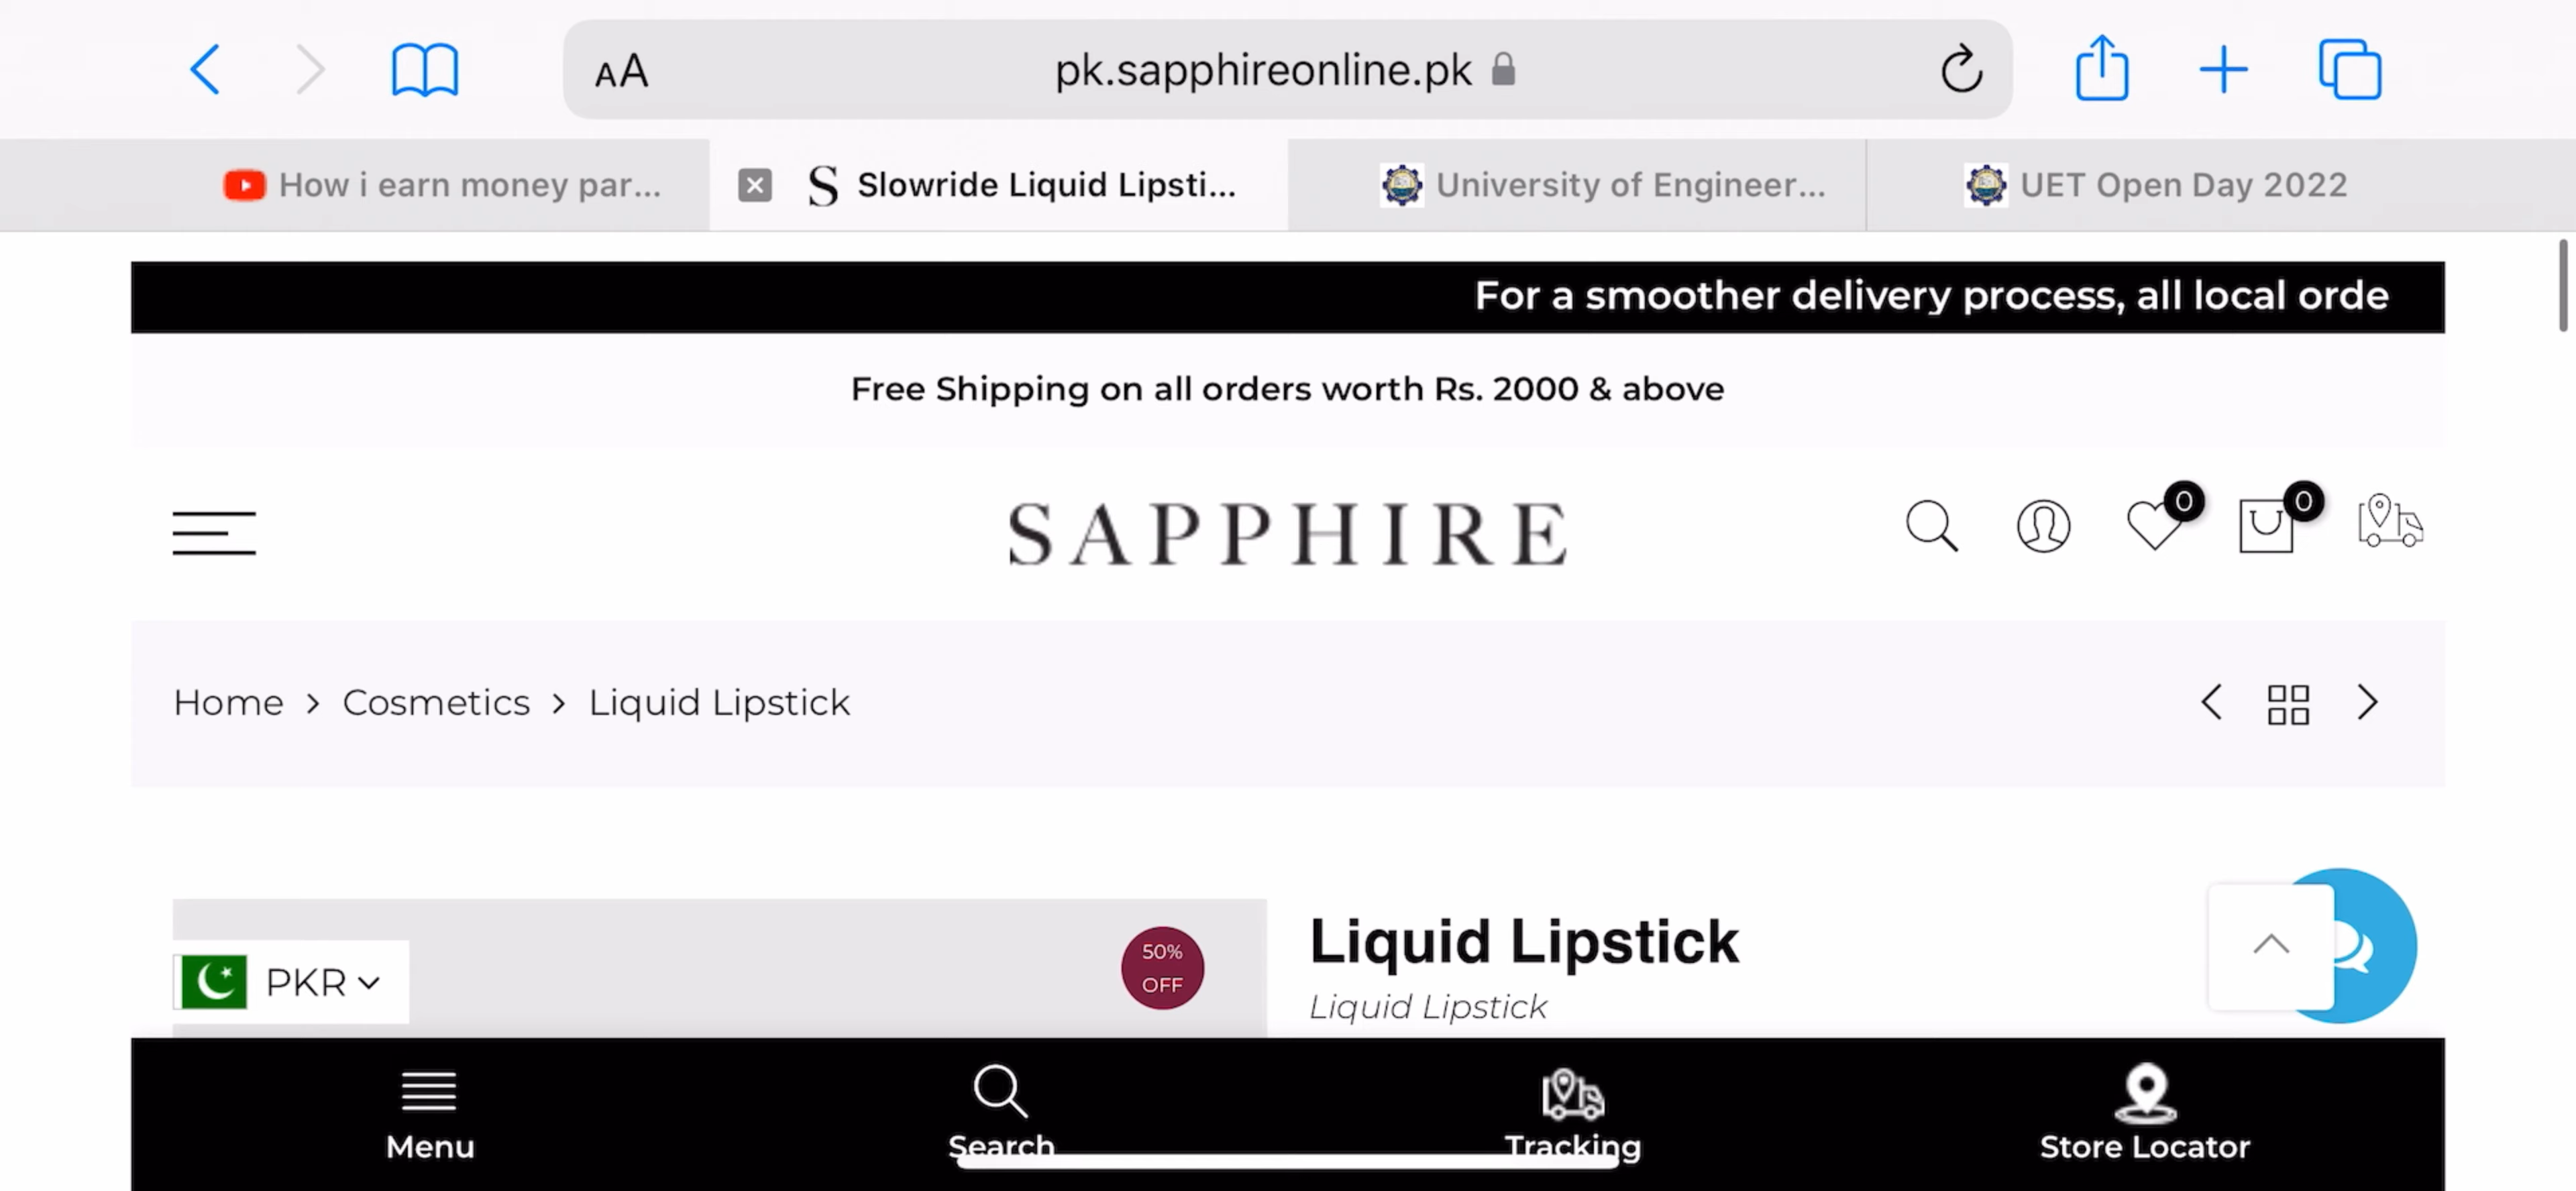 AA
pk.sapphireonline.pk
How i earn money par...
S Slowride Liquid Lipsti...
University of Engineer...
UET Open Day 2022
For a smoother delivery process, all local orde
Free Shipping on all orders worth Rs. 2000 & above
SAPPHIRE
0
0
Home > Cosmetics > Liquid Lipstick
50%
OFF
PKR
Liquid Lipstick
Liquid Lipstick
Menu
Search
Tracking
Store Locator